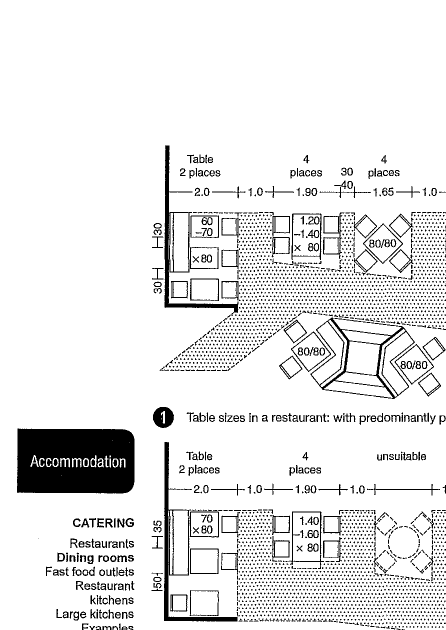 Table
2 places
4
places
30
–40
4
places
2.0
1.0
1.90
1.65
1.0
30
30
60
–70
×80
1.20
–1.40
× 80
80/80
80/80
80/80
1 Table sizes in a restaurant: with predominantly p
Accommodation
CATERING
Restaurants
Dining rooms
Fast food outlets
Restaurant
kitchens
Large kitchens
Examples
Table
2 places
4
places
unsuitable
2.0
1.0
1.90
1.0
35
50
70
×80
1.40
–1.60
× 80